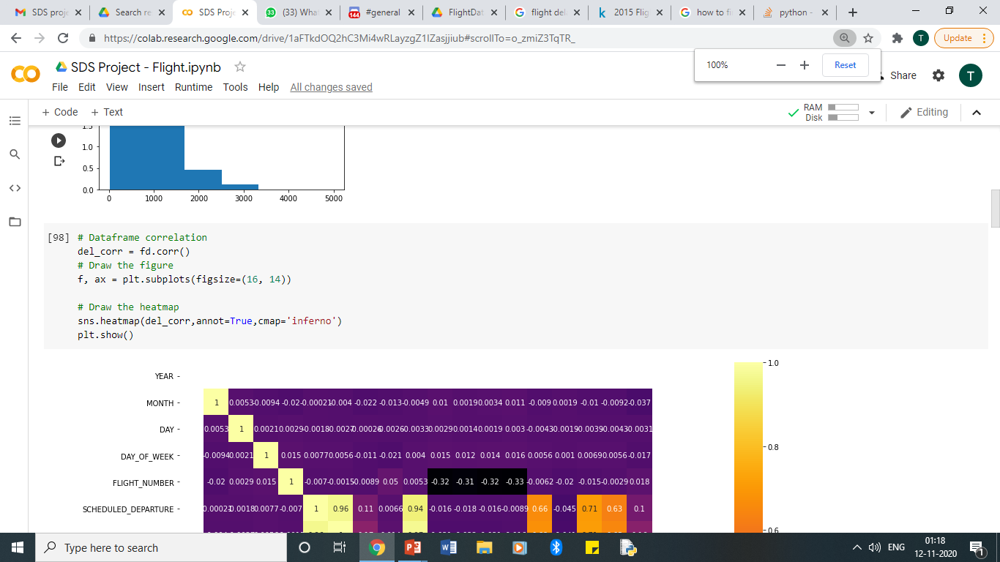 SDS proje
Search re
SDS Proje
(33) What
#general
FlightDat
flight del
2015 Flig
how to fi
python -
https://colab.research.google.com/drive/1aFTkdOQ2hC3Mi4wRLayzgZ1IZasjjiub#scrollTo=o_zmiZ3TqTR_
T
Update
100%
Reset
SDS Project - Flight.ipynb
Share
T
File Edit View Insert Runtime Tools Help All changes saved
+ Code + Text
RAM
Disk
Editing
1.5
1.0
0.5
0.0
0 1000 2000 3000 4000 5000
[98] # Dataframe correlation
del_corr = fd.corr()
# Draw the figure
f, ax = plt.subplots(figsize=(16, 14))
# Draw the heatmap
sns.heatmap(del_corr,annot=True,cmap='inferno')
plt.show()
YEAR
MONTH 1 0.0053 -0.0094 -0.02 -0.00021 -0.004 -0.022 -0.013 -0.0049 0.01 0.0019 0.0034 0.011 -0.009 0.0019 -0.01 -0.0092 -0.037
DAY 0.0053 1 0.0021 0.0029 -0.0018 0.0027 0.00026 0.0026 -0.0033 0.0029 0.0014 0.0019 0.003 -0.0043 -0.0019 -0.0039 -0.0043 -0.0031
DAY_OF_WEEK -0.0094 0.0021 1 0.015 0.0077 0.0056 -0.011 -0.021 0.004 0.015 0.012 0.014 0.016 0.0056 0.001 0.0069 0.0056 -0.017
FLIGHT_NUMBER -0.02 0.0029 0.015 1 -0.007 -0.0015 -0.0089 0.05 0.0053 -0.32 -0.31 -0.32 -0.33 -0.0062 -0.02 -0.015 -0.0029 0.018
SCHEDULED_DEPARTURE 0.00021 -0.0018 0.0077 -0.007 1 0.96 0.11 0.0066 0.94 -0.016 -0.018 -0.016 -0.0089 0.66 -0.045 0.71 0.63 0.1
1.0
0.8
0.6
Type here to search
ENG
01:18
12-11-2020
1